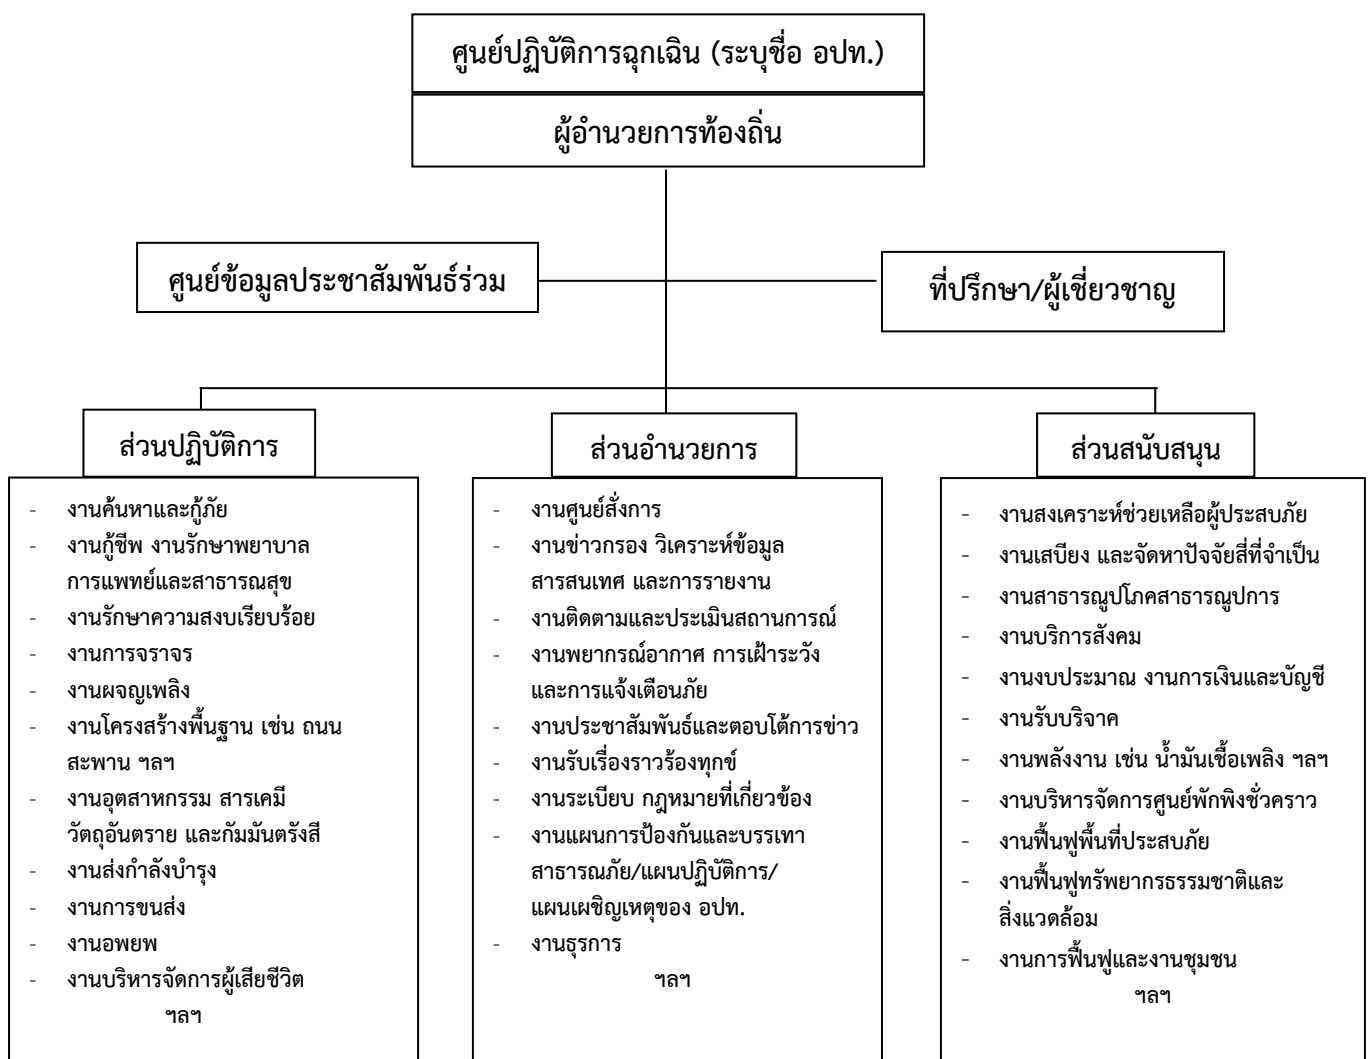 ศูนย์ปฏิบัติการฉุกเฉิน (ระบุชื่อ อปท.)
ผู้อำนวยการท้องถิ่น
ศูนย์ข้อมูลประชาสัมพันธ์ร่วม
ที่ปรึกษา/ผู้เชี่ยวชาญ
ส่วนปฏิบัติการ
- งานค้นหาและกู้ภัย
- งานกู้ชีพ งานรักษาพยาบาล
การแพทย์และสาธารณสุข
- งานรักษาความสงบเรียบร้อย
- งานการจราจร
- งานผจญเพลิง
- งานโครงสร้างพื้นฐาน เช่น ถนน
สะพาน ฯลฯ
- งานอุตสาหกรรม สารเคมี
วัตถุอันตราย และกัมมันตรังสี
- งานส่งกำลังบำรุง
- งานการขนส่ง
- งานอพยพ
- งานบริหารจัดการผู้เสียชีวิต
ฯลฯ
ส่วนอำนวยการ
- งานศูนย์สั่งการ
- งานข่าวกรอง วิเคราะห์ข้อมูล
สารสนเทศ และการรายงาน
- งานติดตามและประเมินสถานการณ์
- งานพยากรณ์อากาศ การเฝ้าระวัง
และการแจ้งเตือนภัย
- งานประชาสัมพันธ์และตอบโต้การข่าว
- งานรับเรื่องราวร้องทุกข์
- งานระเบียบ กฎหมายที่เกี่ยวข้อง
- งานแผนการป้องกันและบรรเทา
สาธารณภัย/แผนปฏิบัติการ/
แผนเผชิญเหตุของ อปท.
- งานธุรการ
ฯลฯ
ส่วนสนับสนุน
- งานสงเคราะห์ช่วยเหลือผู้ประสบภัย
- งานเสบียง และจัดหาปัจจัยสี่ที่จำเป็น
- งานสาธารณูปโภคสาธารณูปการ
- งานบริการสังคม
- งานงบประมาณ งานการเงินและบัญชี
- งานรับบริจาค
- งานพลังงาน เช่น น้ำมันเชื้อเพลิง ฯลฯ
- งานบริหารจัดการศูนย์พักพิงชั่วคราว
- งานฟื้นฟูพื้นที่ประสบภัย
- งานฟื้นฟูทรัพยากรธรรมชาติและ
สิ่งแวดล้อม
- งานการฟื้นฟูและงานชุมชน
ฯลฯ